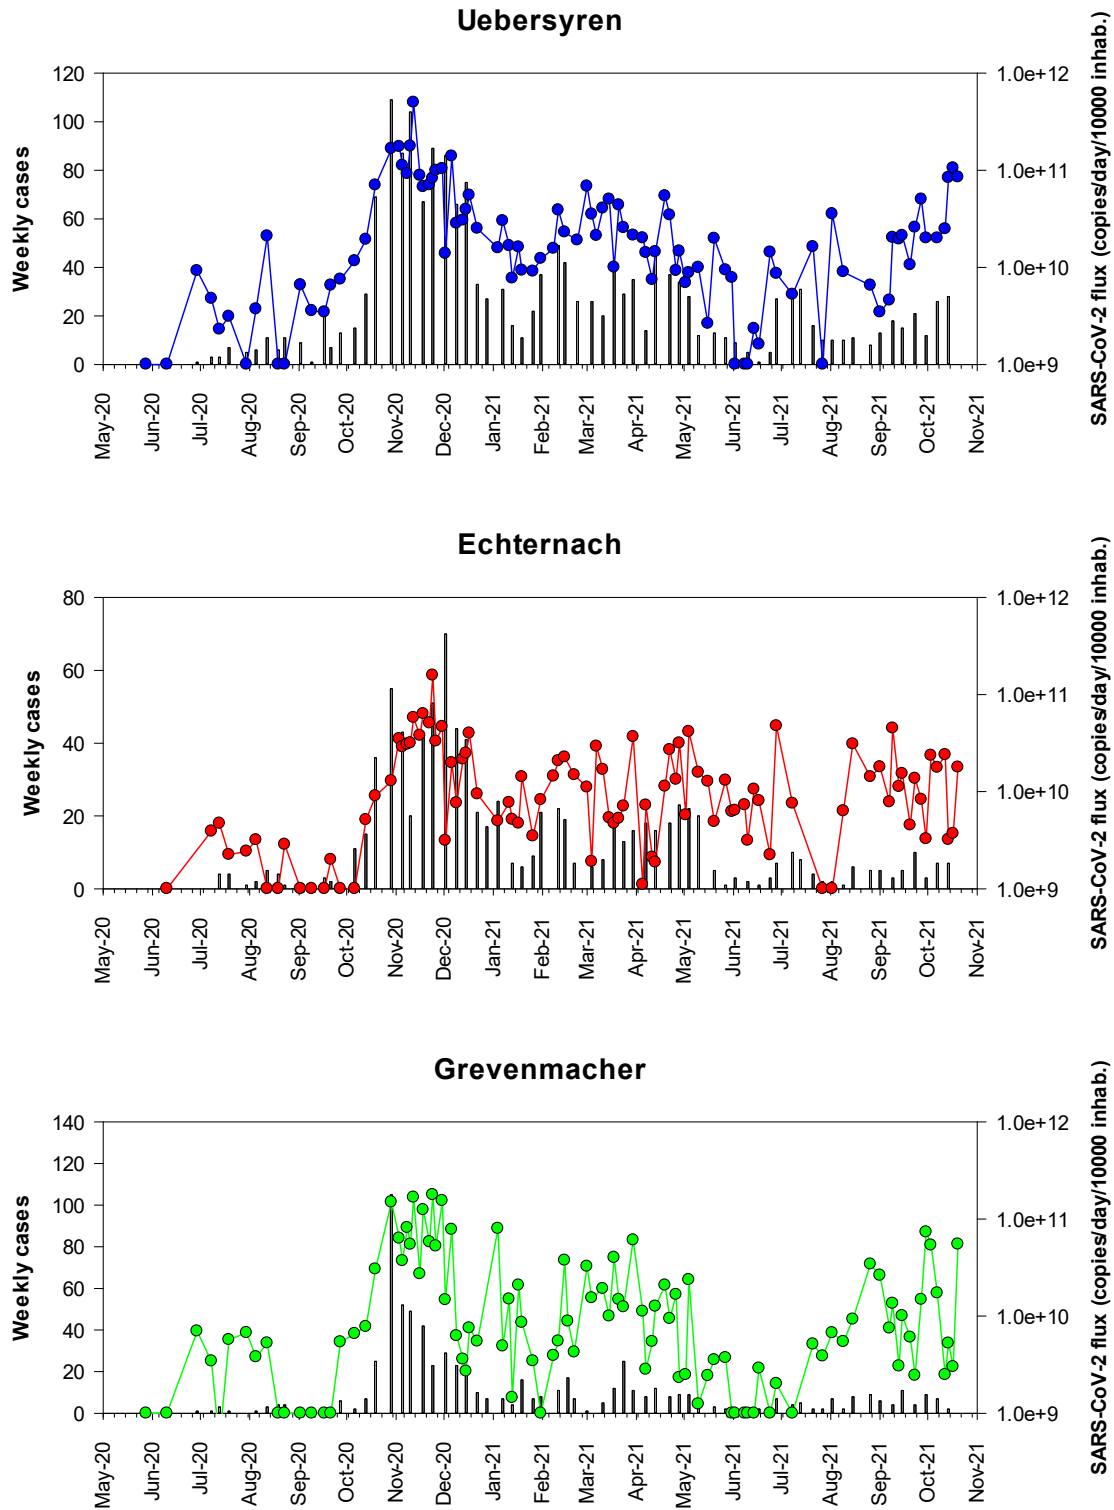 Uebersyren
Weekly cases
SARS-CoV-2 flux (copies/day/10000 inhab.)
120
100
80
60
40
20
0
1.0e+12
1.0e+11
1.0e+10
1.0e+9
May-20 Jun-20 Jul-20 Aug-20 Sep-20 Oct-20 Nov-20 Dec-20 Jan-21 Feb-21 Mar-21 Apr-21 May-21 Jun-21 Jul-21 Aug-21 Sep-21 Oct-21 Nov-21
Echternach
Weekly cases
SARS-CoV-2 flux (copies/day/10000 inhab.)
80
60
40
20
0
1.0e+12
1.0e+11
1.0e+10
1.0e+9
May-20 Jun-20 Jul-20 Aug-20 Sep-20 Oct-20 Nov-20 Dec-20 Jan-21 Feb-21 Mar-21 Apr-21 May-21 Jun-21 Jul-21 Aug-21 Sep-21 Oct-21 Nov-21
Grevenmacher
Weekly cases
SARS-CoV-2 flux (copies/day/10000 inhab.)
140
120
100
80
60
40
20
0
1.0e+12
1.0e+11
1.0e+10
1.0e+9
May-20 Jun-20 Jul-20 Aug-20 Sep-20 Oct-20 Nov-20 Dec-20 Jan-21 Feb-21 Mar-21 Apr-21 May-21 Jun-21 Jul-21 Aug-21 Sep-21 Oct-21 Nov-21